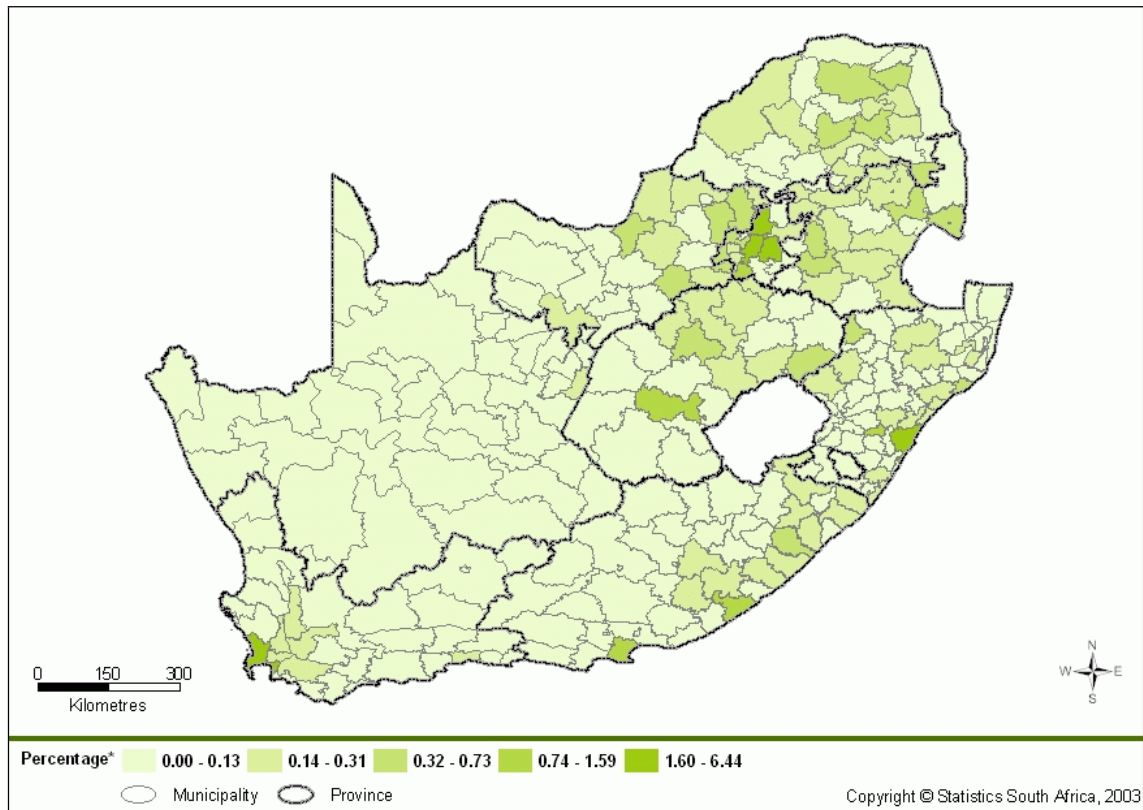 N
W E
S
0 150 300
Kilometres
Percentage* 0.00 - 0.13 0.14 - 0.31 0.32 - 0.73 0.74 - 1.59 1.60 - 6.44
Municipality Province Copyright © Statistics South Africa, 2003